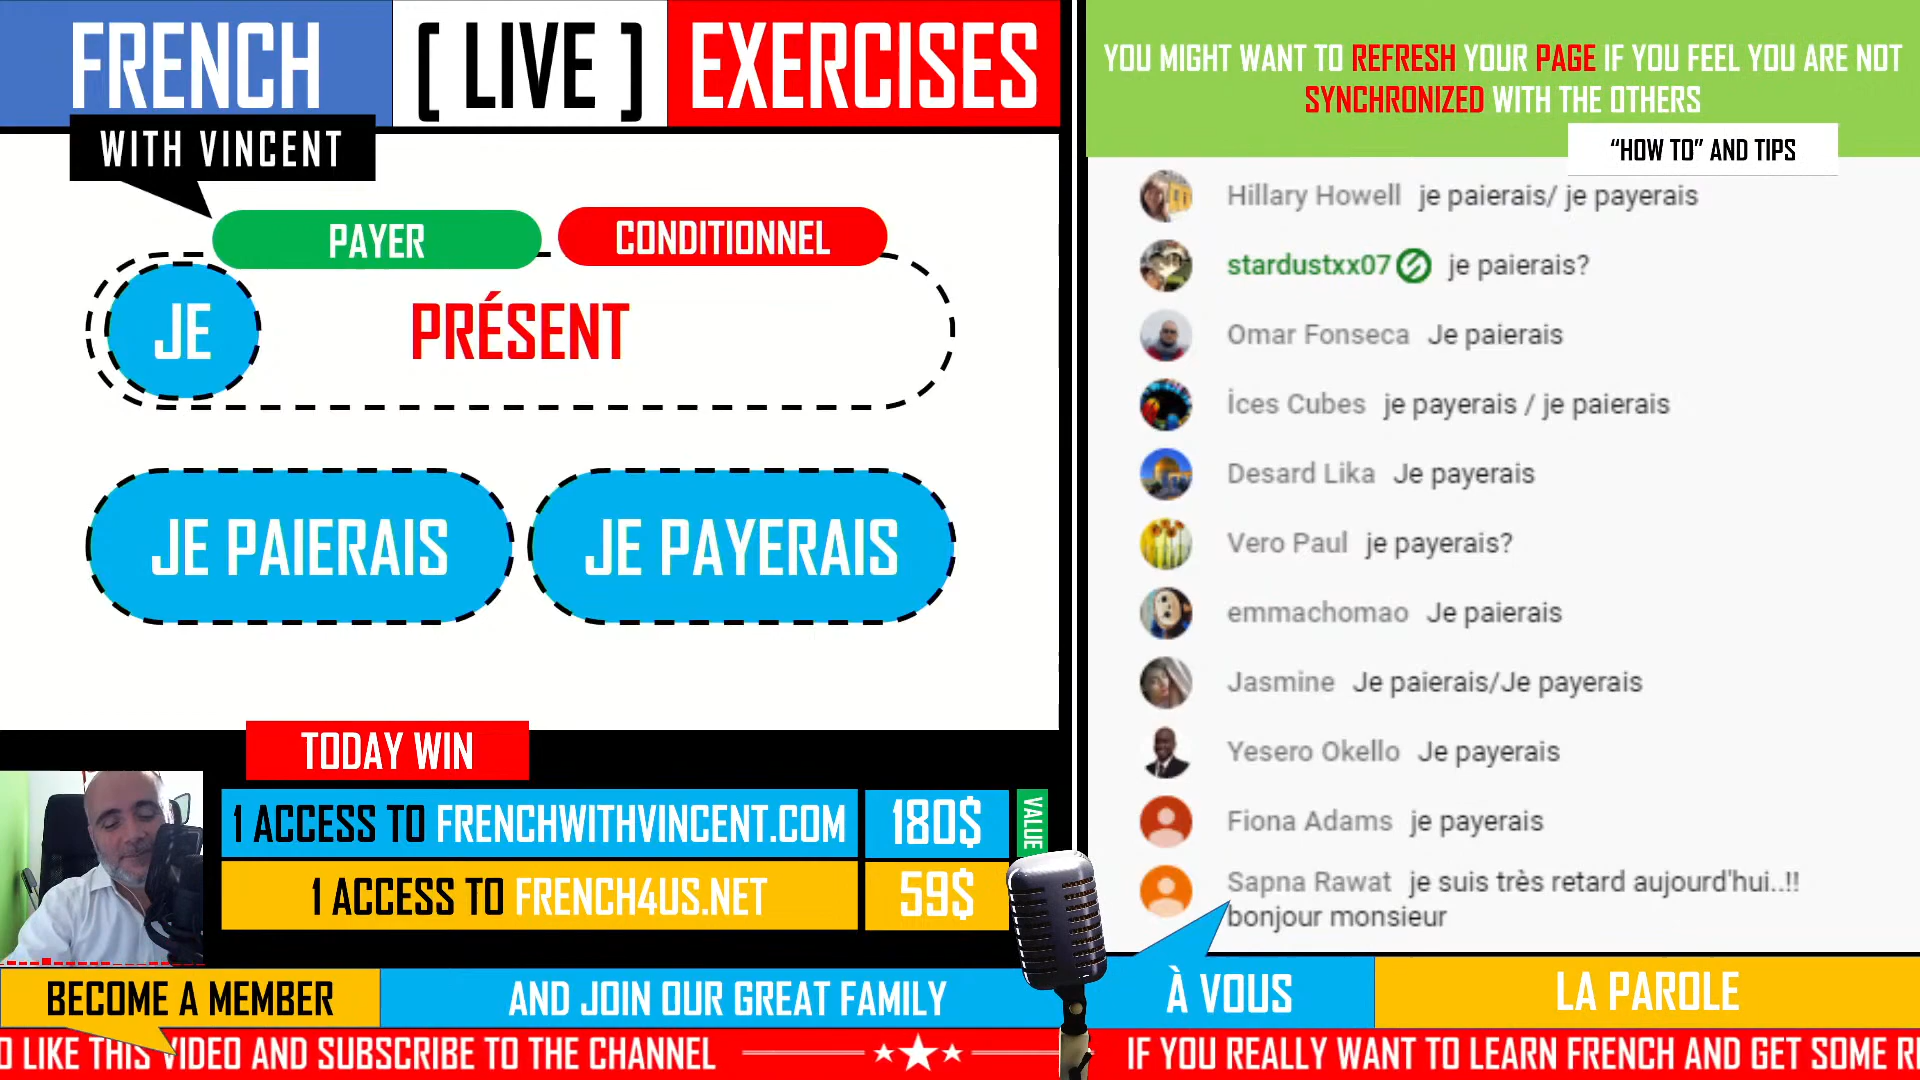 FRENCH [ LIVE ] EXERCISES
WITH VINCENT
PAYER CONDITIONNEL
JE PRÉSENT
JE PAIERAIS JE PAYERAIS
TODAY WIN
1 ACCESS TO FRENCHWITHVINCENT.COM 180$ VALUE
1 ACCESS TO FRENCH4US.NET 59$
YOU MIGHT WANT TO REFRESH YOUR PAGE IF YOU FEEL YOU ARE NOT
SYNCHRONIZED WITH THE OTHERS
“HOW TO” AND TIPS
Hillary Howell je paierais/ je payerais
stardustxx07 je paierais?
Omar Fonseca Je paierais
İces Cubes je payerais / je paierais
Desard Lika Je payerais
Vero Paul je payerais?
emmachomao Je paierais
Jasmine Je paierais/Je payerais
Yesero Okello Je payerais
Fiona Adams je payerais
Sapna Rawat je suis très retard aujourd'hui..!!
bonjour monsieur
BECOME A MEMBER AND JOIN OUR GREAT FAMILY À VOUS LA PAROLE
LIKE THIS VIDEO AND SUBSCRIBE TO THE CHANNEL IF YOU REALLY WANT TO LEARN FRENCH AND GET SOME